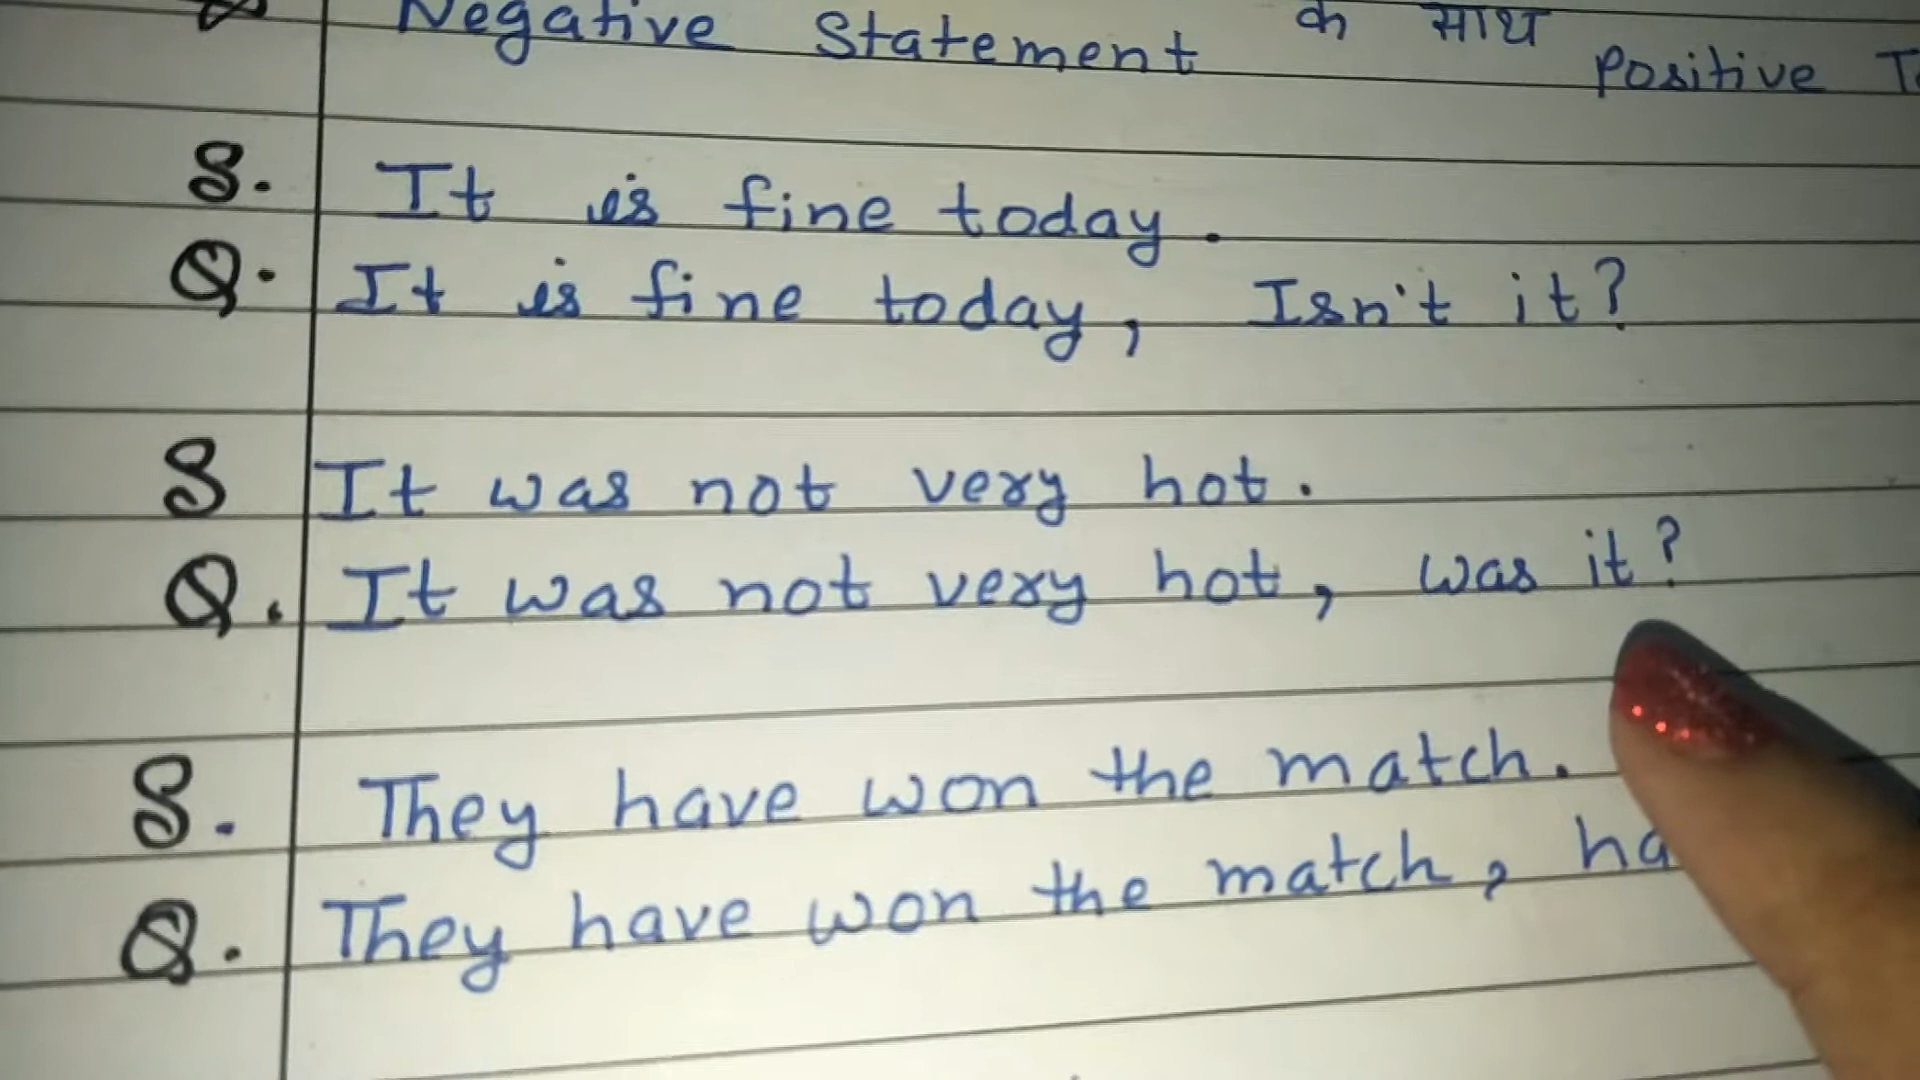 Negative Statement के साथ Positive
S. It is fine today.
Q. It is fine today, Isn't it?
S It was not very hot.
Q. It was not very hot, was it?
S. They have won the match.
Q. They have won the match,